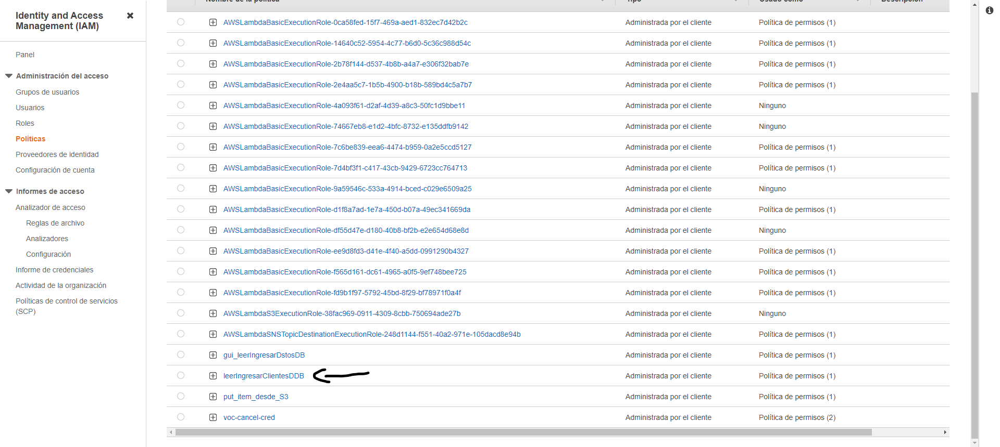 Identity and Access
Management (IAM)
Panel
Administración del acceso
Grupos de usuarios
Usuarios
Roles
Políticas
Proveedores de identidad
Configuración de cuenta
Informes de acceso
Analizador de acceso
Reglas de archivo
Analizadores
Configuración
Informe de credenciales
Actividad de la organización
Políticas de control de servicios
(SCP)
Nombre de la política Tipo Usado como Descripción
AWSLambdaBasicExecutionRole-0ca58fed-15f7-469a-aed1-832ec7d42b2c Administrada por el cliente Política de permisos (1)
AWSLambdaBasicExecutionRole-14640c52-5954-4c77-b6d0-5c36c988d54c Administrada por el cliente Política de permisos (1)
AWSLambdaBasicExecutionRole-2b78f144-d537-4b8b-a4a7-e306f32bab7e Administrada por el cliente Política de permisos (1)
AWSLambdaBasicExecutionRole-2e4aa5c7-1b5b-4900-b18b-589bd4c5a7b7 Administrada por el cliente Política de permisos (1)
AWSLambdaBasicExecutionRole-4a093f61-d2af-4d39-a8c3-50fc1d9bbe11 Administrada por el cliente Ninguno
AWSLambdaBasicExecutionRole-74667eb8-e1d2-4bfc-8732-e135ddfb9142 Administrada por el cliente Ninguno
AWSLambdaBasicExecutionRole-7c6be839-eea6-4474-b959-0a2e5ccd5127 Administrada por el cliente Política de permisos (1)
AWSLambdaBasicExecutionRole-7d4bf3f1-c417-43cb-9429-6723cc764713 Administrada por el cliente Política de permisos (1)
AWSLambdaBasicExecutionRole-9a59546c-533a-4914-bced-c029e6509a25 Administrada por el cliente Ninguno
AWSLambdaBasicExecutionRole-d1f8a7ad-1e7a-450d-b07a-49ec341669da Administrada por el cliente Política de permisos (1)
AWSLambdaBasicExecutionRole-df55d47e-d180-40b8-bf2b-e2e654d68e8d Administrada por el cliente Ninguno
AWSLambdaBasicExecutionRole-ee9d8fd3-d41e-4f40-a5dd-0991290b4327 Administrada por el cliente Política de permisos (1)
AWSLambdaBasicExecutionRole-f565d161-dc61-4965-a0f5-9ef748bee725 Administrada por el cliente Política de permisos (1)
AWSLambdaBasicExecutionRole-fd9b1f97-5792-45bd-8f29-bf78971f0a4f Administrada por el cliente Política de permisos (1)
AWSLambdaS3ExecutionRole-38fac969-0911-4309-8cbb-750694ade27b Administrada por el cliente Ninguno
AWSLambdaSNSTopicDestinationExecutionRole-248d1144-f551-40a2-971e-105dacd8e94b Administrada por el cliente Política de permisos (1)
gui_leerIngresarDstosDB Administrada por el cliente Política de permisos (1)
leerIngresarClientesDDB Administrada por el cliente Política de permisos (1)
put_item_desde_S3 Administrada por el cliente Política de permisos (1)
voc-cancel-cred Administrada por el cliente Política de permisos (2)